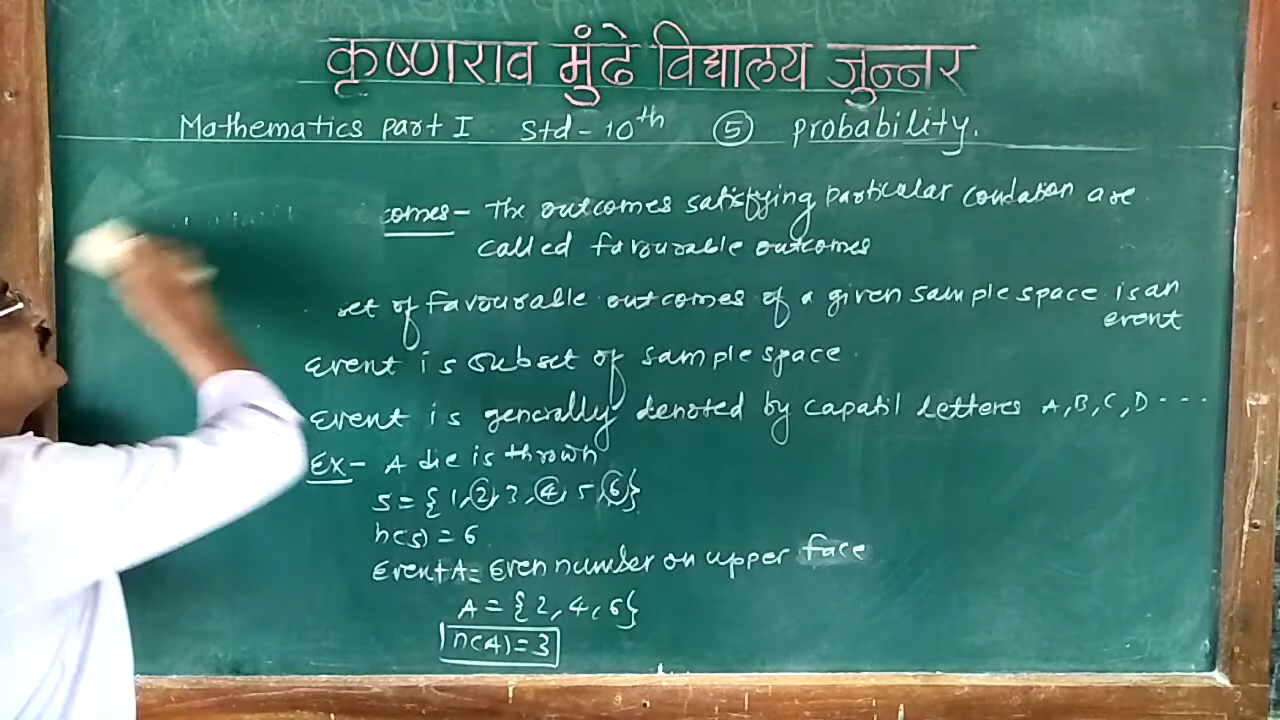 कृष्णराव मुंढे विद्यालय जुन्नर
Mathematics part I Std - 10th ⑤ probability.
comes - The outcomes satisfying particular condation are
called favourable outcomes
set of favourable outcomes of a given sample space is an
event
Event is subset of sample space.
Event is generally denoted by capatil letteres A, B, C, D ---
Ex - A die is thrown
S = {1, ②, 3, ④, 5, ⑥}
n(s) = 6
Event A = Even number on upper face
A = {2, 4, 6}
n(A) = 3